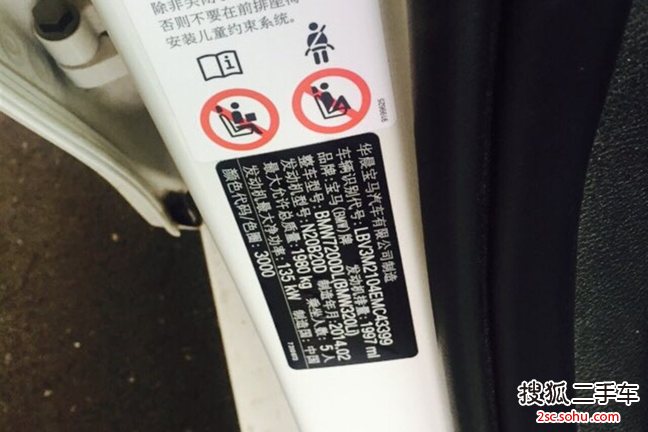 除非关闭
否则不要在前排座椅
安装儿童约束系统。
华晨宝马汽车有限公司制造
车辆识别代号: LBV3M2104EMC43399
品牌: 宝马(BMW)牌 发动机排量: 1997 ml
整车型号: BMW7200DL(BMW320Li)
发动机型号: N20B20D 制造年月: 2014.02
最大允许总质量: 1980 kg 乘坐人数: 5人
发动机最大净功率: 135 kW 制造国: 中国
颜色代码/色圈: 3000
搜狐二手车
2sc.sohu.com